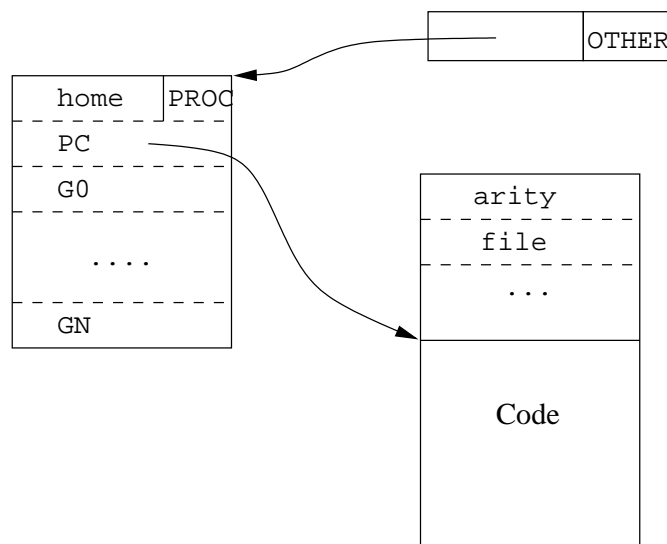 OTHER
home PROC
PC
G0
....
GN
arity
file
...
Code